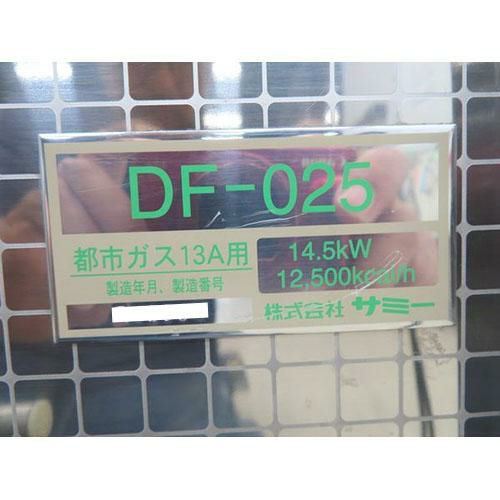 DF-025
都市ガス13A用
14.5kW
12,500kcal/h
製造年月、製造番号
株式会社 サミー